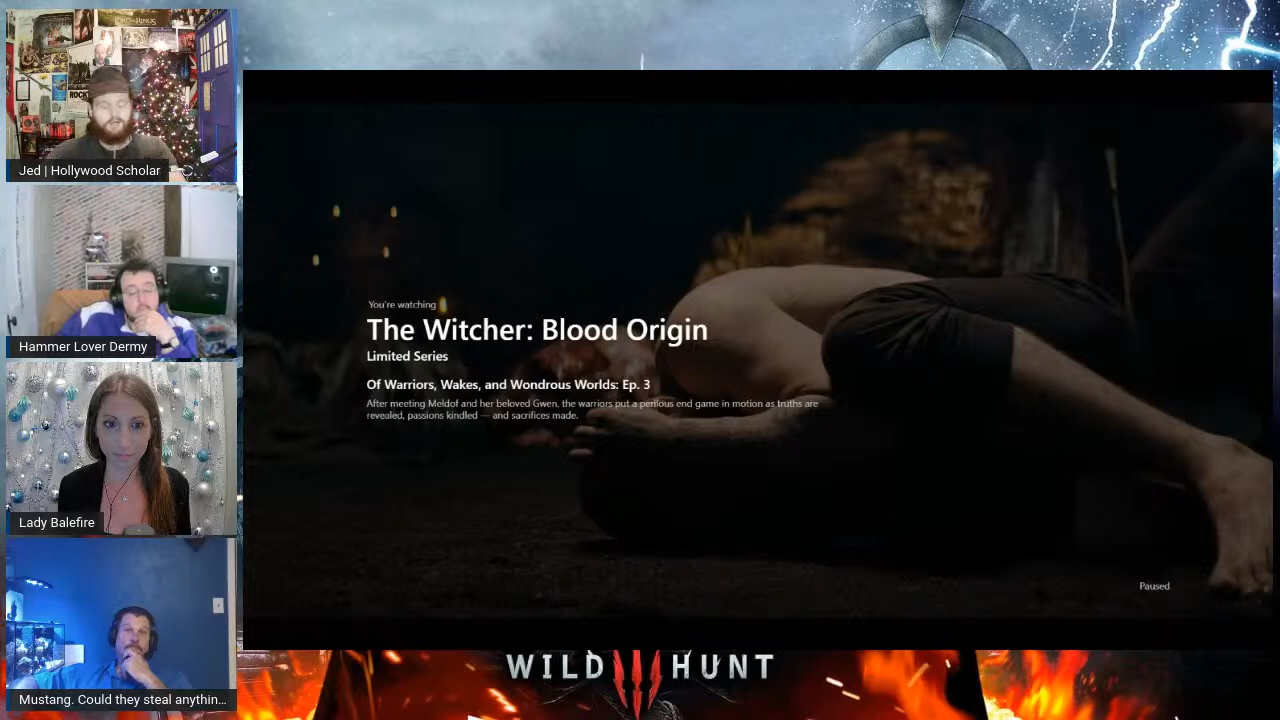 Jed | Hollywood Scholar
Hammer Lover Dermy
Lady Balefire
Mustang. Could they steal anythin…
You're watching
The Witcher: Blood Origin
Limited Series
Of Warriors, Wakes, and Wondrous Worlds: Ep. 3
After meeting Meldof and her beloved Gwen, the warriors put a perilous end game in motion as truths are
revealed, passions kindled — and sacrifices made.
Paused
WILD HUNT